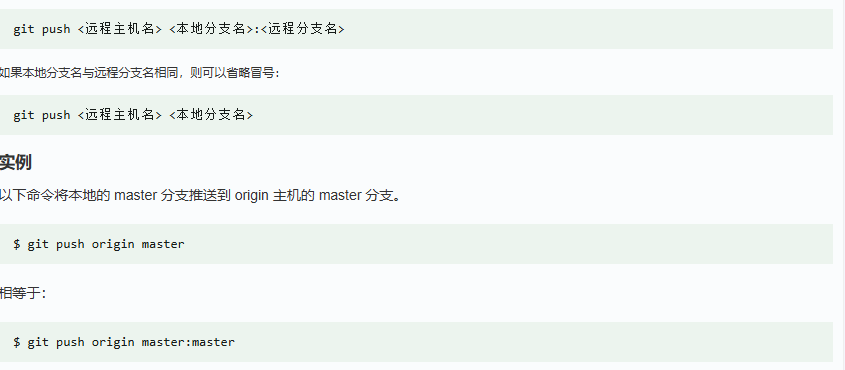 git push <远程主机名> <本地分支名>:<远程分支名>
如果本地分支名与远程分支名相同，则可以省略冒号：
git push <远程主机名> <本地分支名>
实例
以下命令将本地的 master 分支推送到 origin 主机的 master 分支。
$ git push origin master
相等于：
$ git push origin master:master